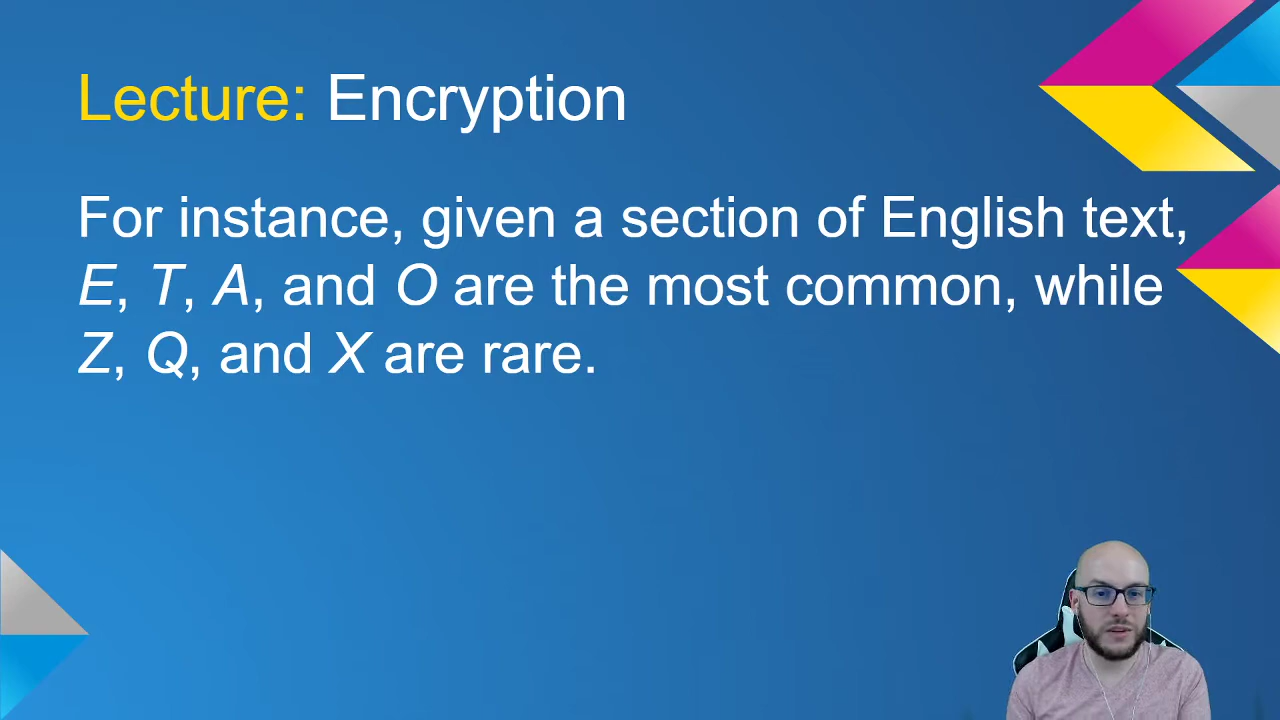 Lecture: Encryption
For instance, given a section of English text,
E, T, A, and O are the most common, while
Z, Q, and X are rare.